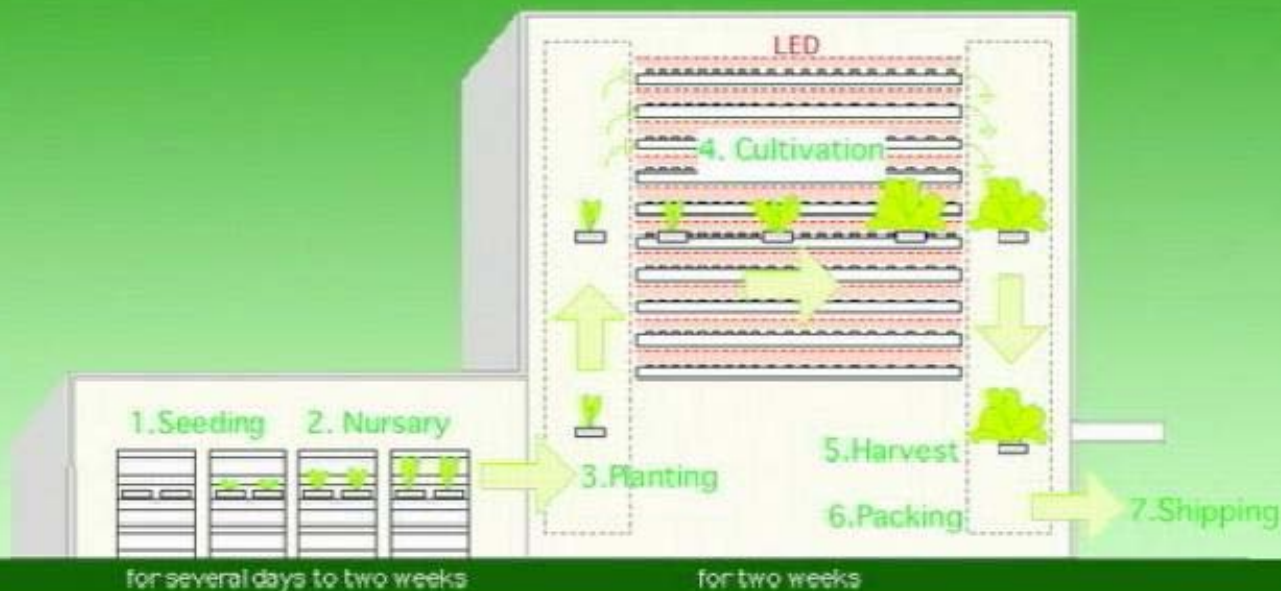 LED
4. Cultivation
1.Seeding
2. Nursary
3.Planting
5.Harvest
6.Packing
7.Shipping
for several days to two weeks
for two weeks